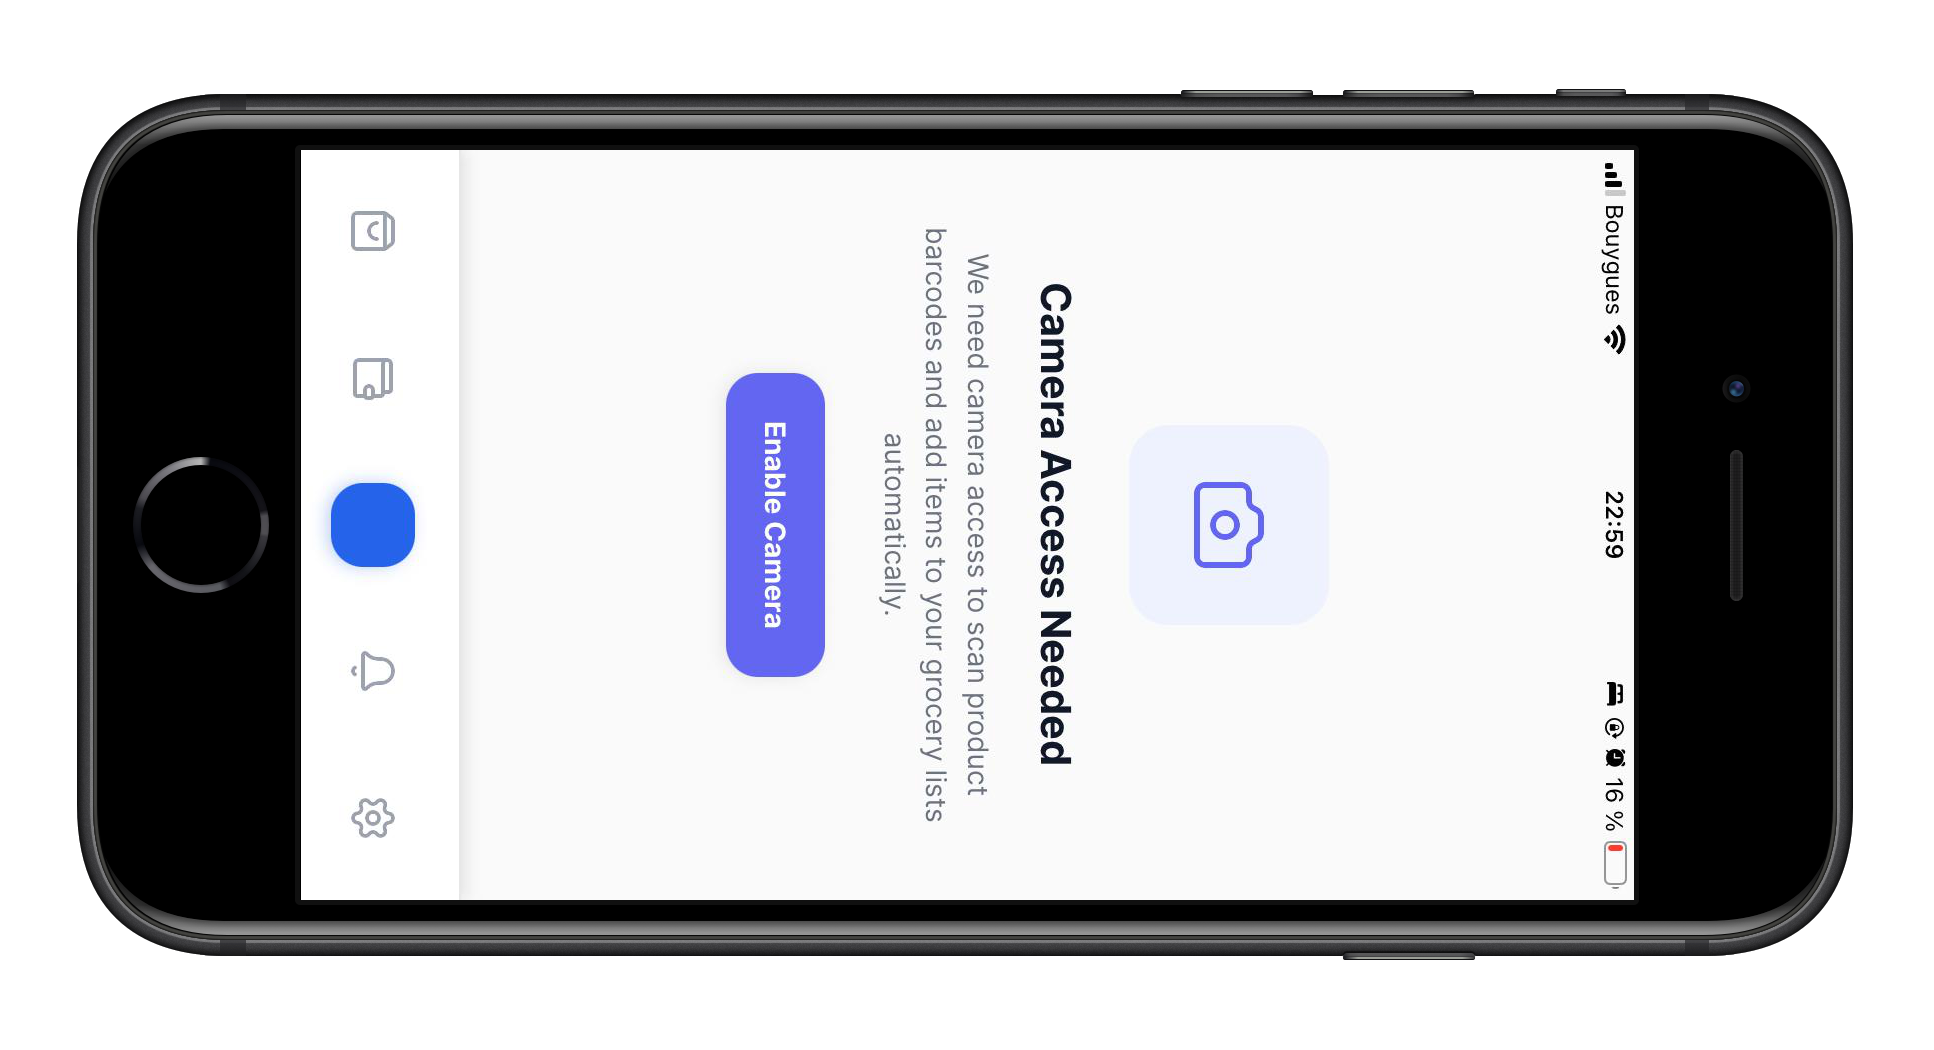 Bouygues 22:59 16 %
Camera Access Needed
We need camera access to scan product
barcodes and add items to your grocery lists
automatically.
Enable Camera